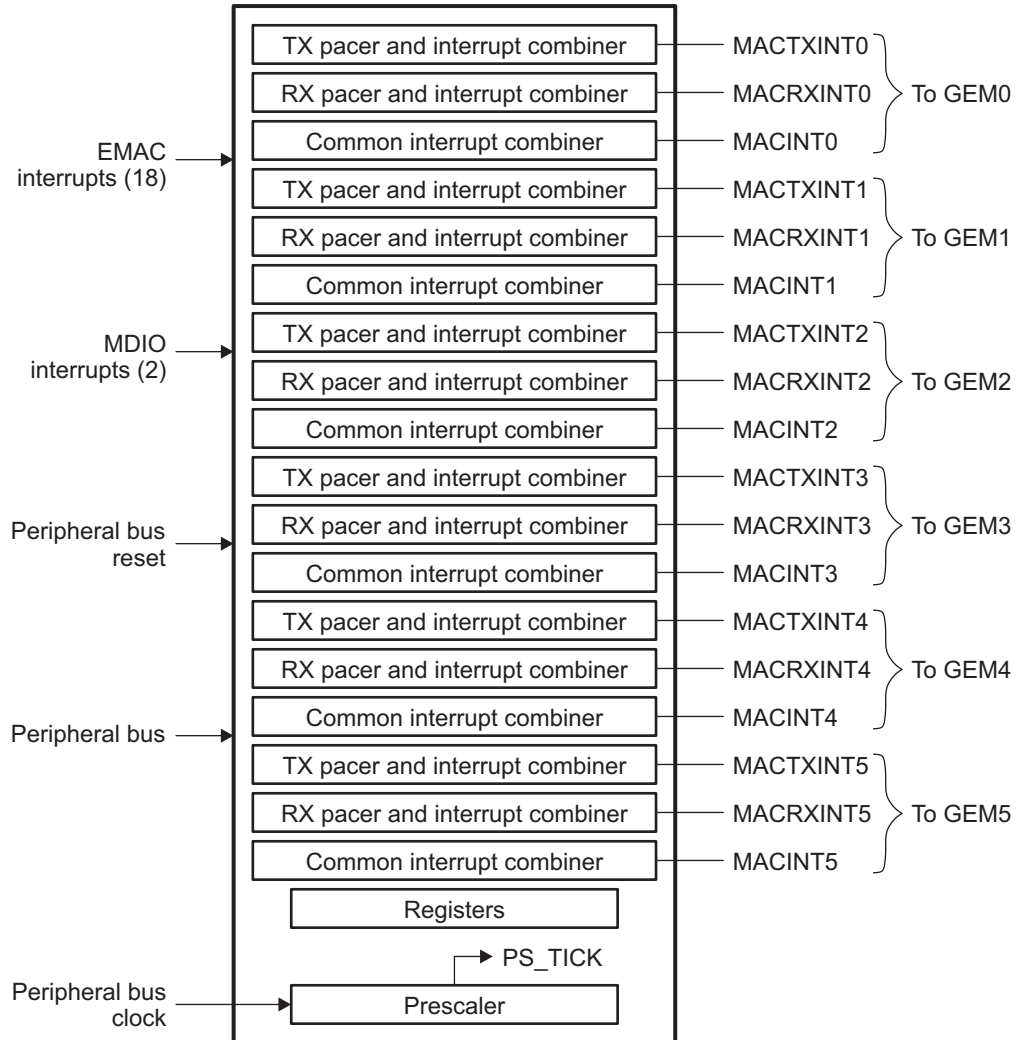 TX pacer and interrupt combiner MACTXINT0
RX pacer and interrupt combiner MACRXINT0 To GEM0
Common interrupt combiner MACINT0
EMAC
interrupts (18)
TX pacer and interrupt combiner MACTXINT1
RX pacer and interrupt combiner MACRXINT1 To GEM1
Common interrupt combiner MACINT1
MDIO
interrupts (2)
TX pacer and interrupt combiner MACTXINT2
RX pacer and interrupt combiner MACRXINT2 To GEM2
Common interrupt combiner MACINT2
TX pacer and interrupt combiner MACTXINT3
Peripheral bus
reset
RX pacer and interrupt combiner MACRXINT3 To GEM3
Common interrupt combiner MACINT3
TX pacer and interrupt combiner MACTXINT4
RX pacer and interrupt combiner MACRXINT4 To GEM4
Common interrupt combiner MACINT4
Peripheral bus
TX pacer and interrupt combiner MACTXINT5
RX pacer and interrupt combiner MACRXINT5 To GEM5
Common interrupt combiner MACINT5
Registers
PS_TICK
Peripheral bus
clock
Prescaler